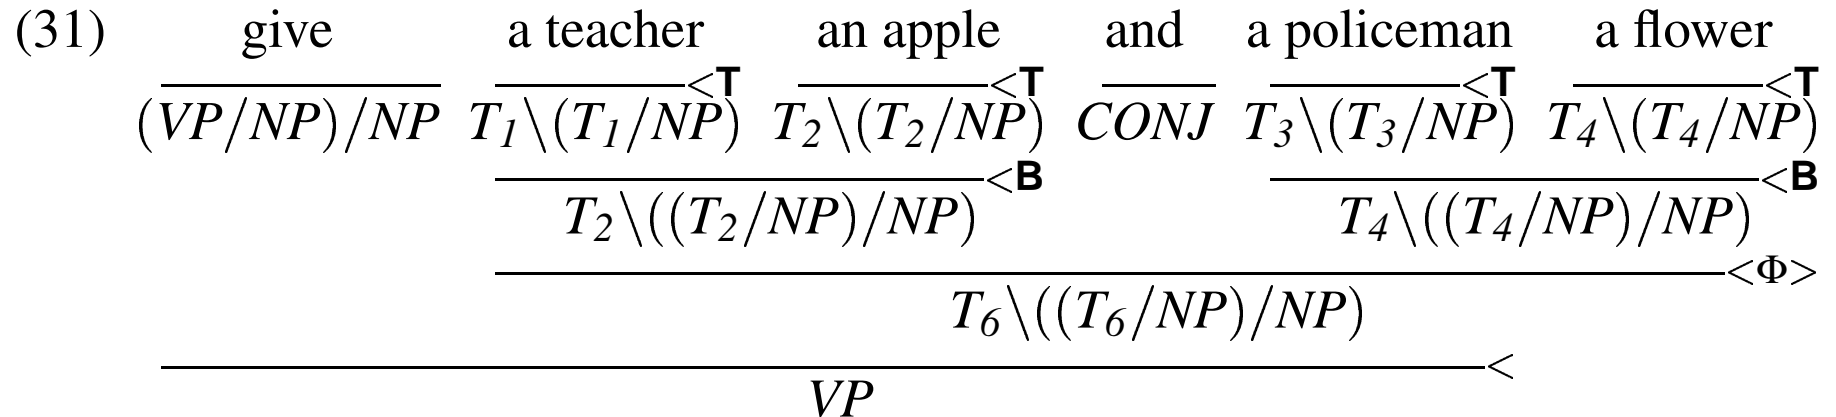 (31) give a teacher an apple and a policeman a flower
<T <T <T <T
(VP/NP)/NP T1\(T1/NP) T2\(T2/NP) CONJ T3\(T3/NP) T4\(T4/NP)
<B <B
T2\((T2/NP)/NP) T4\((T4/NP)/NP)
<Φ>
T6\((T6/NP)/NP)
<
VP